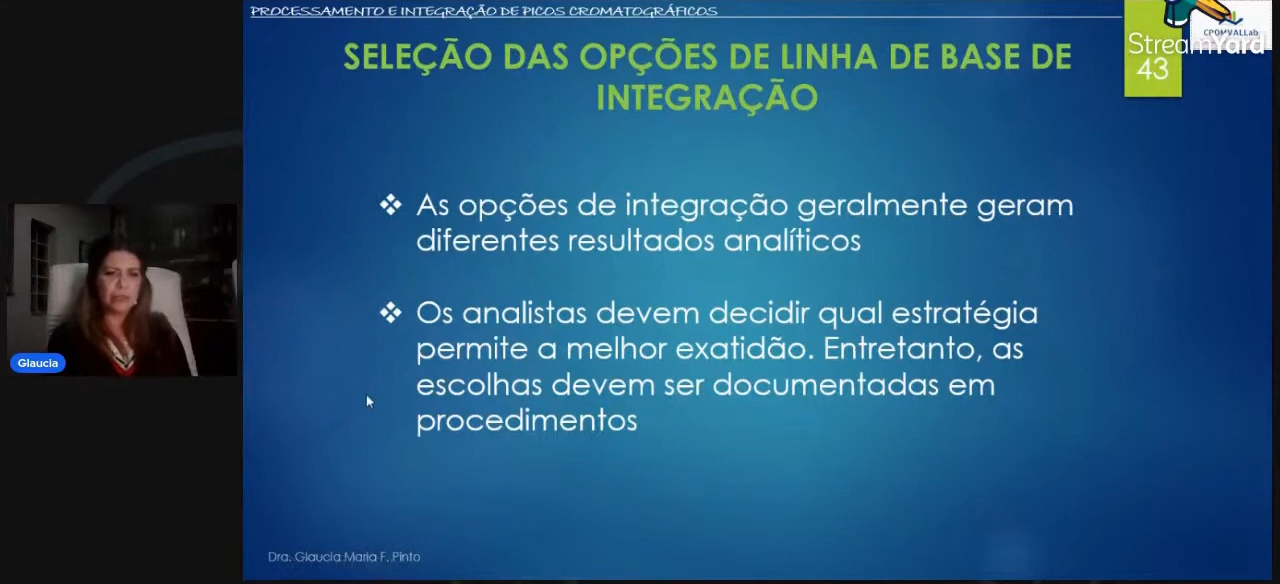 PROCESSAMENTO E INTEGRAÇÃO DE PICOS CROMATOGRÁFICOS
CPQMVALLab
StreamYard
43
SELEÇÃO DAS OPÇÕES DE LINHA DE BASE DE
INTEGRAÇÃO
As opções de integração geralmente geram
diferentes resultados analíticos
Os analistas devem decidir qual estratégia
permite a melhor exatidão. Entretanto, as
escolhas devem ser documentadas em
procedimentos
Glaucia
Dra. Glaucia Maria F. Pinto